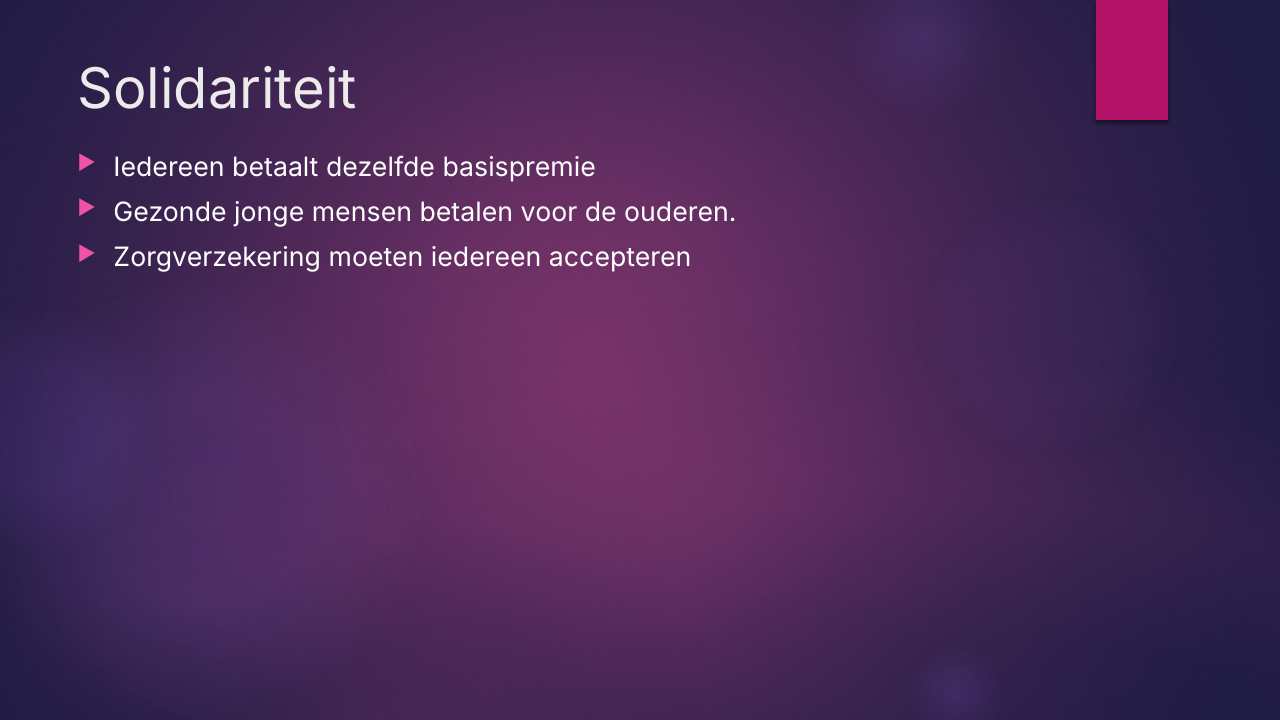 Solidariteit
Iedereen betaalt dezelfde basispremie
Gezonde jonge mensen betalen voor de ouderen.
Zorgverzekering moeten iedereen accepteren